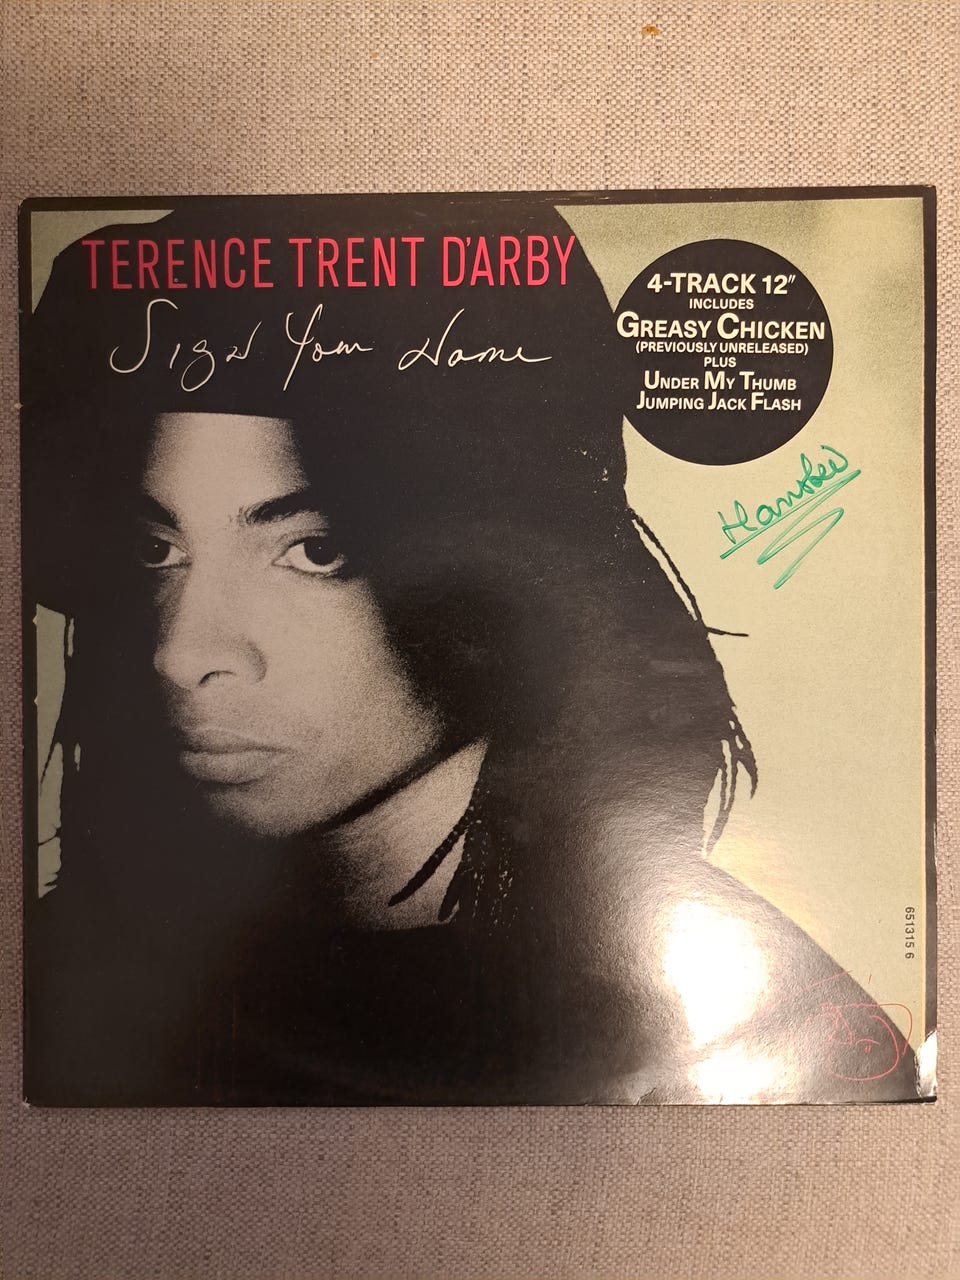 TERENCE TRENT D'ARBY
Sign Your Name
4-TRACK 12"
INCLUDES
GREASY CHICKEN
(PREVIOUSLY UNRELEASED)
PLUS
UNDER MY THUMB
JUMPING JACK FLASH
651315 6